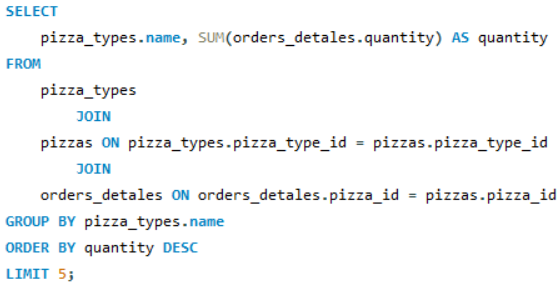 SELECT
pizza_types.name, SUM(orders_detales.quantity) AS quantity
FROM
pizza_types
JOIN
pizzas ON pizza_types.pizza_type_id = pizzas.pizza_type_id
JOIN
orders_detales ON orders_detales.pizza_id = pizzas.pizza_id
GROUP BY pizza_types.name
ORDER BY quantity DESC
LIMIT 5;